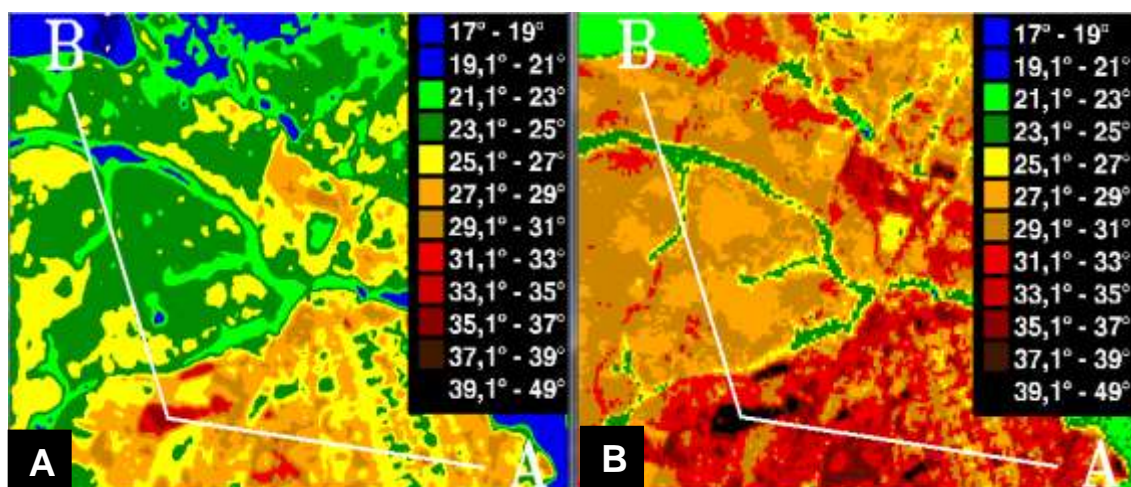 B
17° - 19°
19,1° - 21°
21,1° - 23°
23,1° - 25°
25,1° - 27°
27,1° - 29°
29,1° - 31°
31,1° - 33°
33,1° - 35°
35,1° - 37°
37,1° - 39°
39,1° - 49°
A
A
B
17° - 19°
19,1° - 21°
21,1° - 23°
23,1° - 25°
25,1° - 27°
27,1° - 29°
29,1° - 31°
31,1° - 33°
33,1° - 35°
35,1° - 37°
37,1° - 39°
39,1° - 49°
B
A